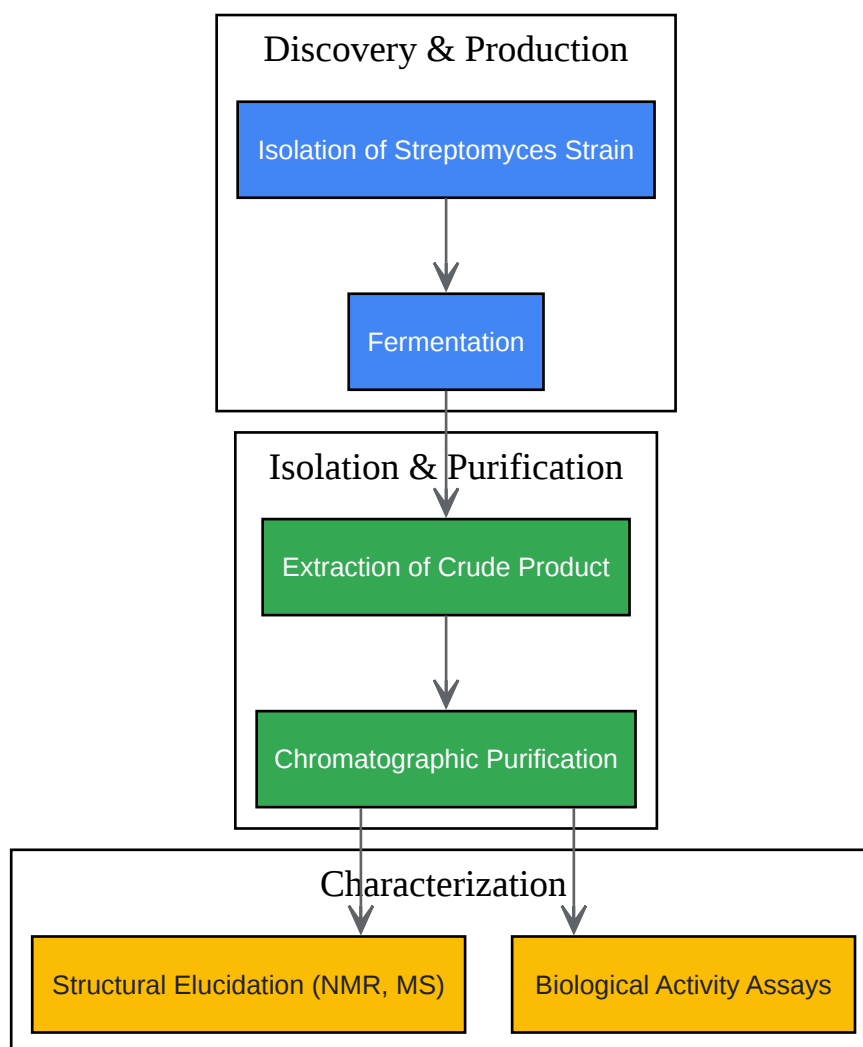 Discovery & Production
Isolation of Streptomyces Strain
Fermentation
Isolation & Purification
Extraction of Crude Product
Chromatographic Purification
Characterization
Structural Elucidation (NMR, MS)
Biological Activity Assays